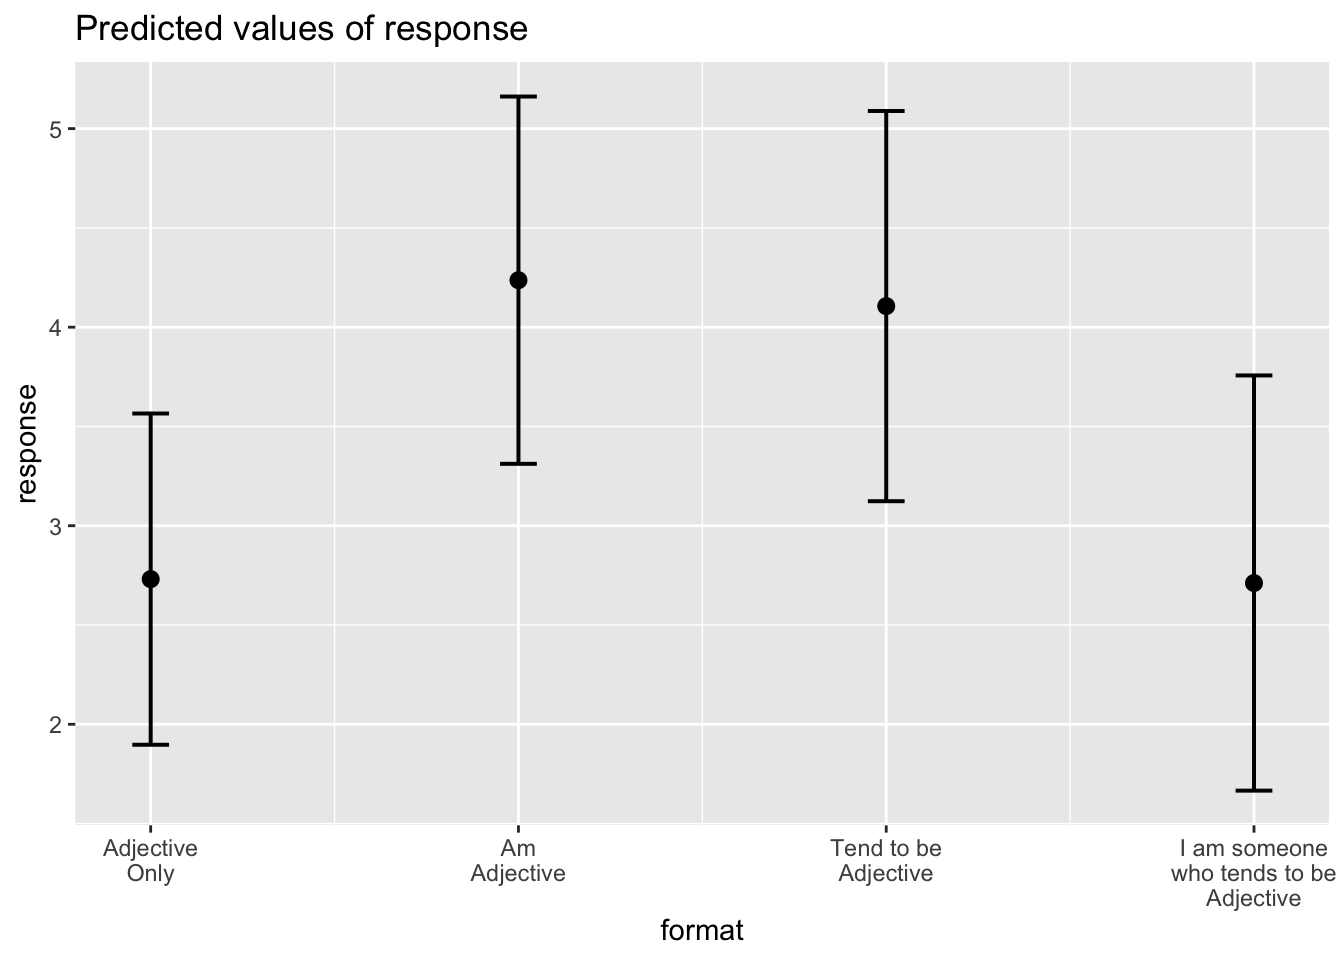 Predicted values of response
response
5
4
3
2
Adjective
Only
Am
Adjective
Tend to be
Adjective
I am someone
who tends to be
Adjective
format